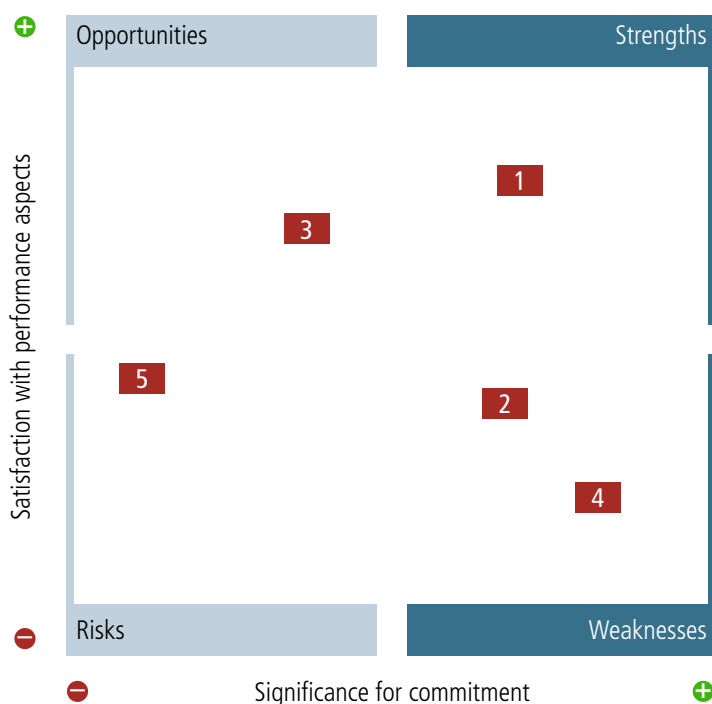 Opportunities
Strengths
Satisfaction with performance aspects
1
3
5
2
4
Risks
Weaknesses
Significance for commitment